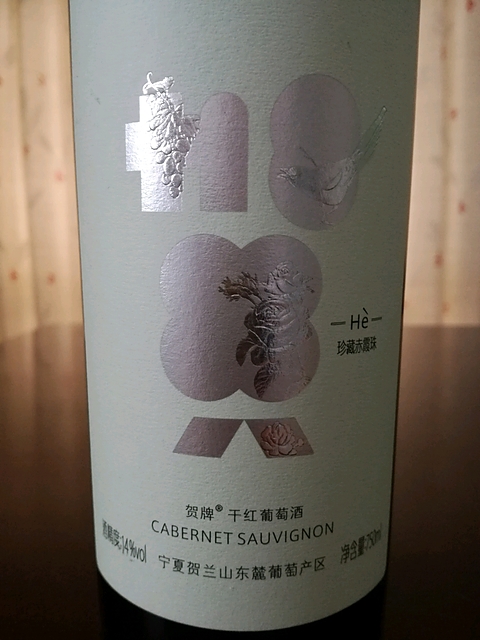 贺
Hè
珍藏赤霞珠
贺牌® 干红葡萄酒
CABERNET SAUVIGNON
酒精度:14%vol
宁夏贺兰山东麓葡萄产区
净含量:750ml